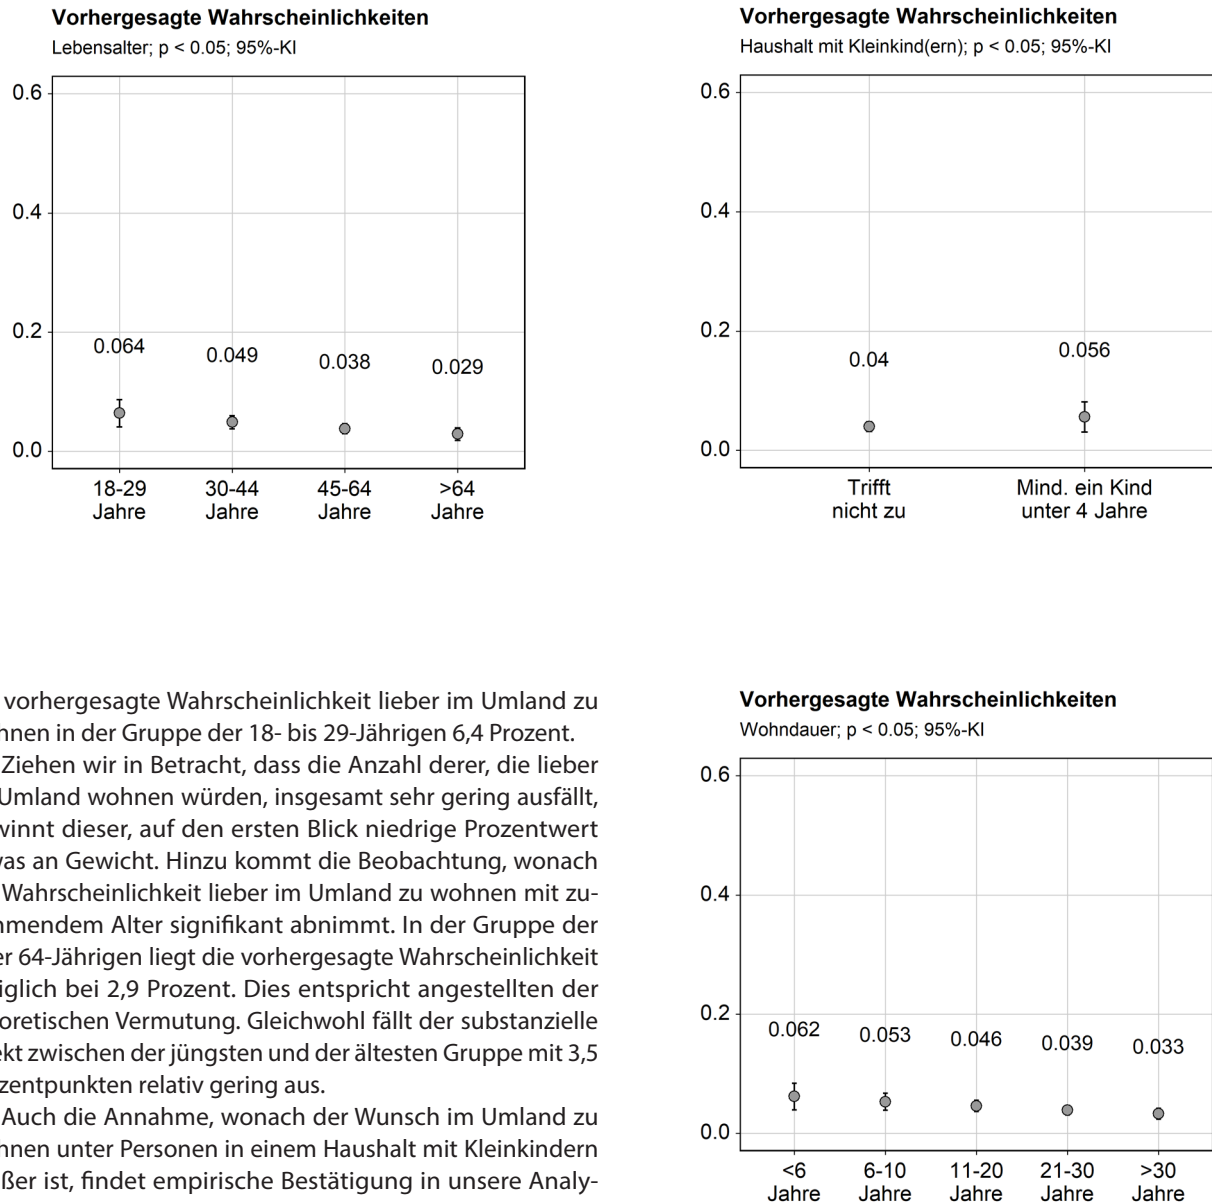 Vorhergesagte Wahrscheinlichkeiten
Lebensalter; p < 0.05; 95%-KI
0.6
0.4
0.2
0.0
0.064 0.049 0.038 0.029
18-29 30-44 45-64 >64
Jahre Jahre Jahre Jahre
Vorhergesagte Wahrscheinlichkeiten
Haushalt mit Kleinkind(ern); p < 0.05; 95%-KI
0.6
0.4
0.2
0.0
0.04 0.056
Trifft Mind. ein Kind
nicht zu unter 4 Jahre
vorhergesagte Wahrscheinlichkeit lieber im Umland zu
hnen in der Gruppe der 18- bis 29-Jährigen 6,4 Prozent.
Ziehen wir in Betracht, dass die Anzahl derer, die lieber
Umland wohnen würden, insgesamt sehr gering ausfällt,
winnt dieser, auf den ersten Blick niedrige Prozentwert
was an Gewicht. Hinzu kommt die Beobachtung, wonach
Wahrscheinlichkeit lieber im Umland zu wohnen mit zu-
hmendem Alter signifikant abnimmt. In der Gruppe der
er 64-Jährigen liegt die vorhergesagte Wahrscheinlichkeit
iglich bei 2,9 Prozent. Dies entspricht angestellten der
oretischen Vermutung. Gleichwohl fällt der substanzielle
ekt zwischen der jüngsten und der ältesten Gruppe mit 3,5
zentpunkten relativ gering aus.
Auch die Annahme, wonach der Wunsch im Umland zu
hnen unter Personen in einem Haushalt mit Kleinkindern
ßer ist, findet empirische Bestätigung in unsere Analy-
Vorhergesagte Wahrscheinlichkeiten
Wohndauer; p < 0.05; 95%-KI
0.6
0.4
0.2
0.0
0.062 0.053 0.046 0.039 0.033
<6 6-10 11-20 21-30 >30
Jahre Jahre Jahre Jahre Jahre